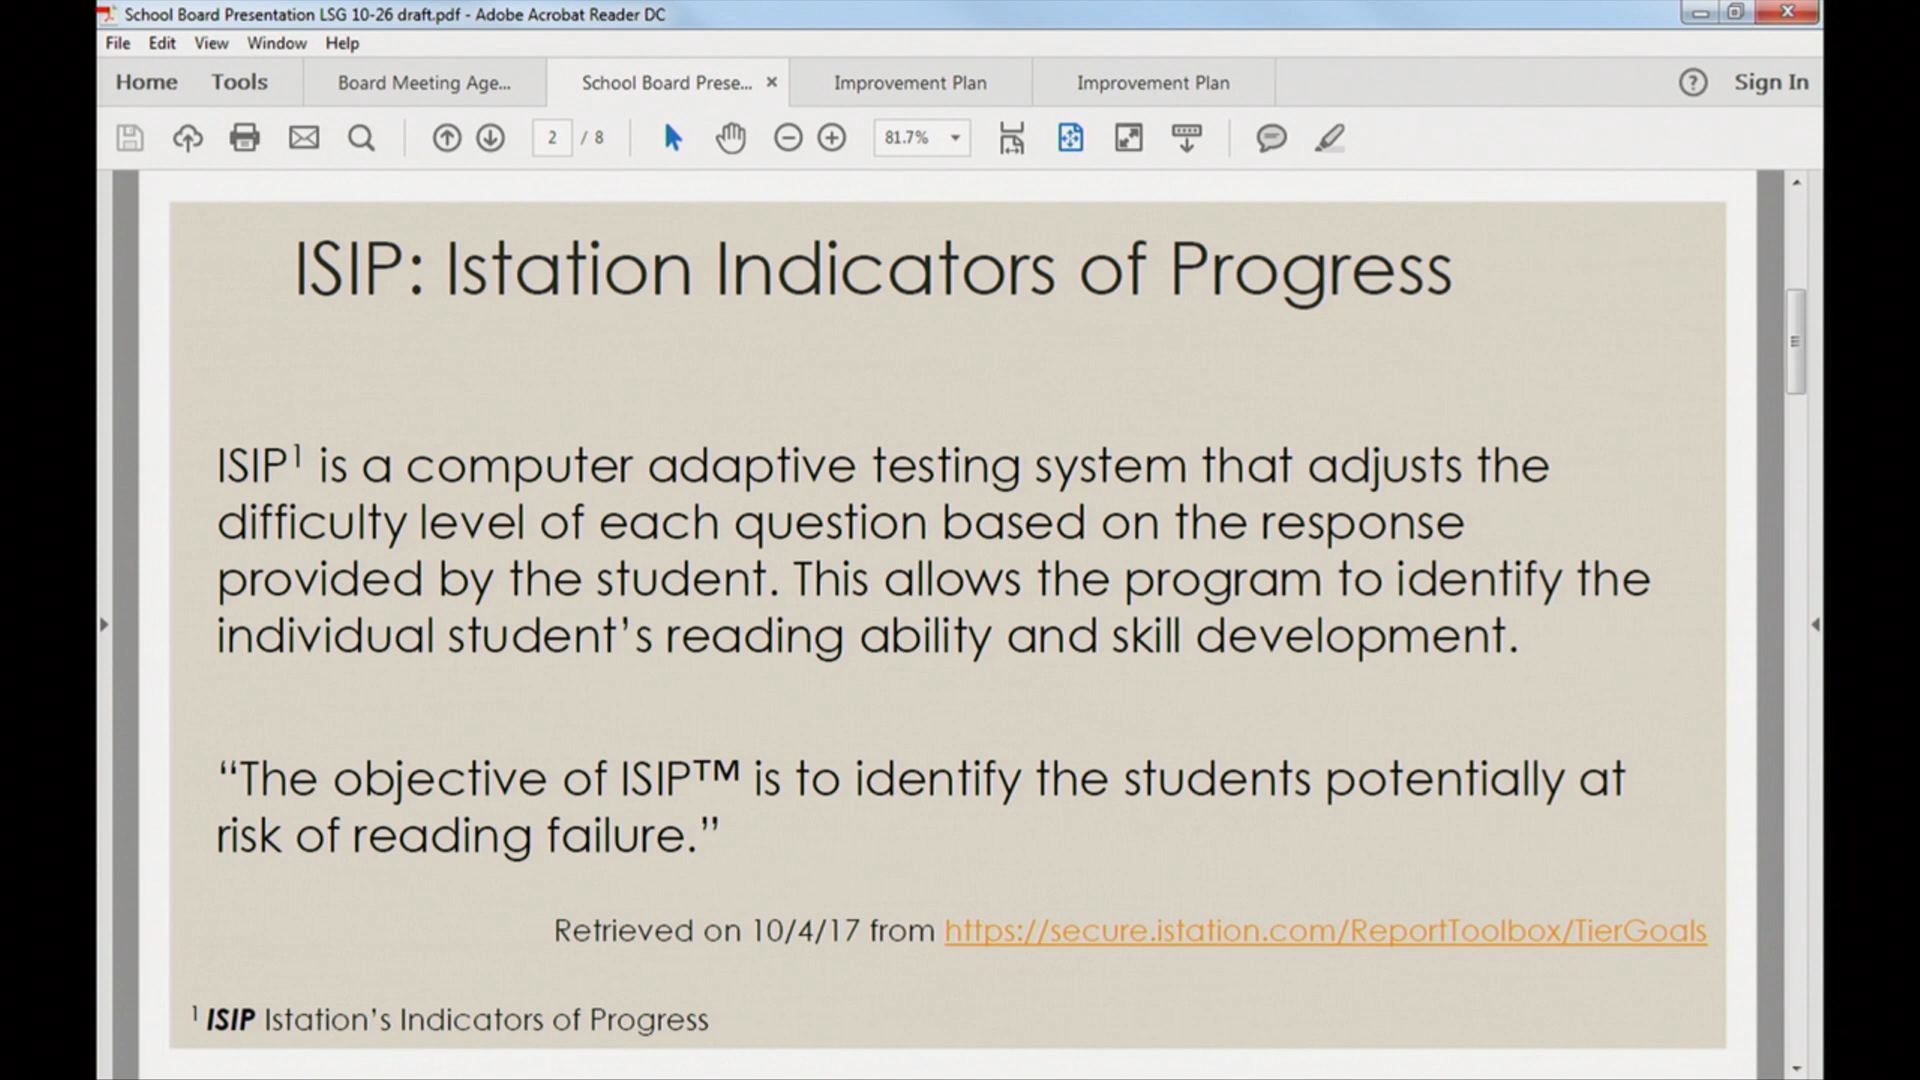 School Board Presentation LSG 10-26 draft.pdf - Adobe Acrobat Reader DC
File Edit View Window Help
Home Tools Board Meeting Age... School Board Prese... × Improvement Plan Improvement Plan ? Sign In
2 / 8 81.7%
ISIP: Istation Indicators of Progress
ISIP¹ is a computer adaptive testing system that adjusts the
difficulty level of each question based on the response
provided by the student. This allows the program to identify the
individual student’s reading ability and skill development.
“The objective of ISIP™ is to identify the students potentially at
risk of reading failure.”
Retrieved on 10/4/17 from https://secure.istation.com/ReportToolbox/TierGoals
¹ ISIP Istation’s Indicators of Progress